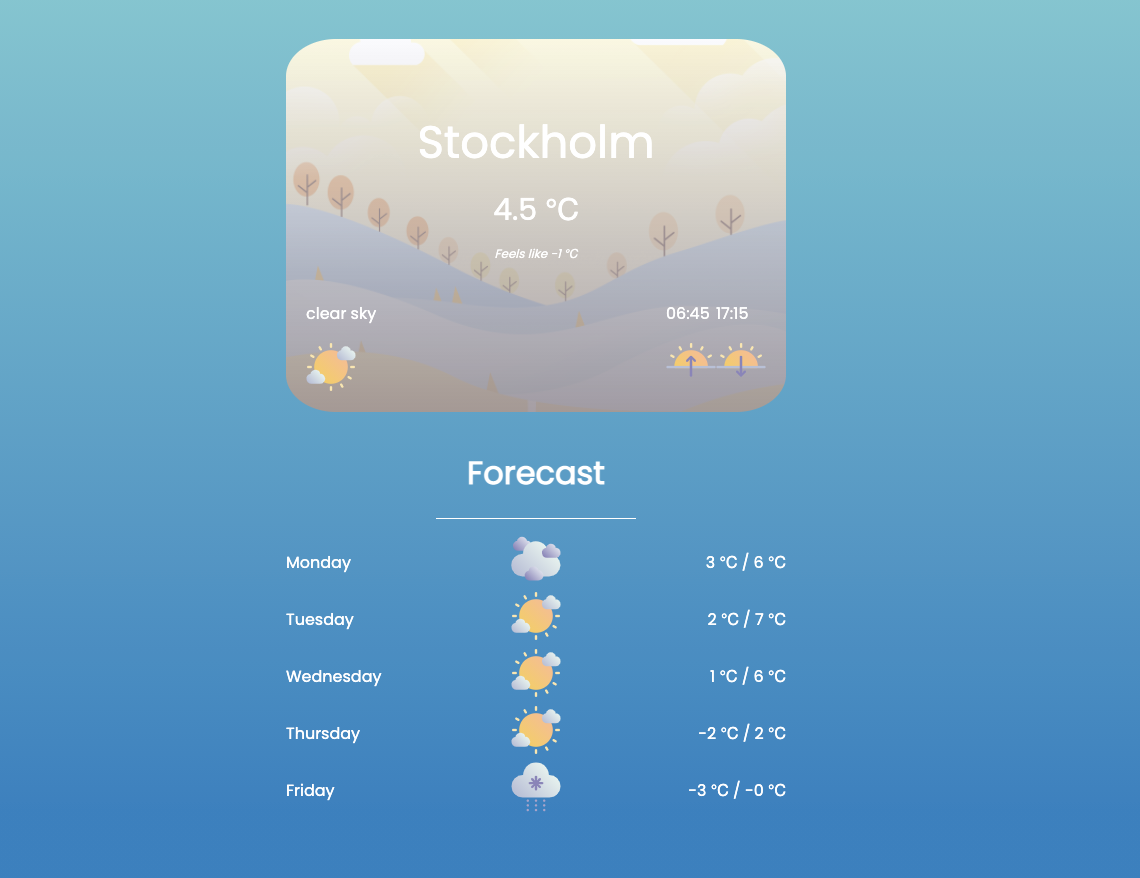 Stockholm
4.5 °C
Feels like -1 °C
clear sky
06:45 17:15
Forecast
Monday 3 °C / 6 °C
Tuesday 2 °C / 7 °C
Wednesday 1 °C / 6 °C
Thursday -2 °C / 2 °C
Friday -3 °C / -0 °C